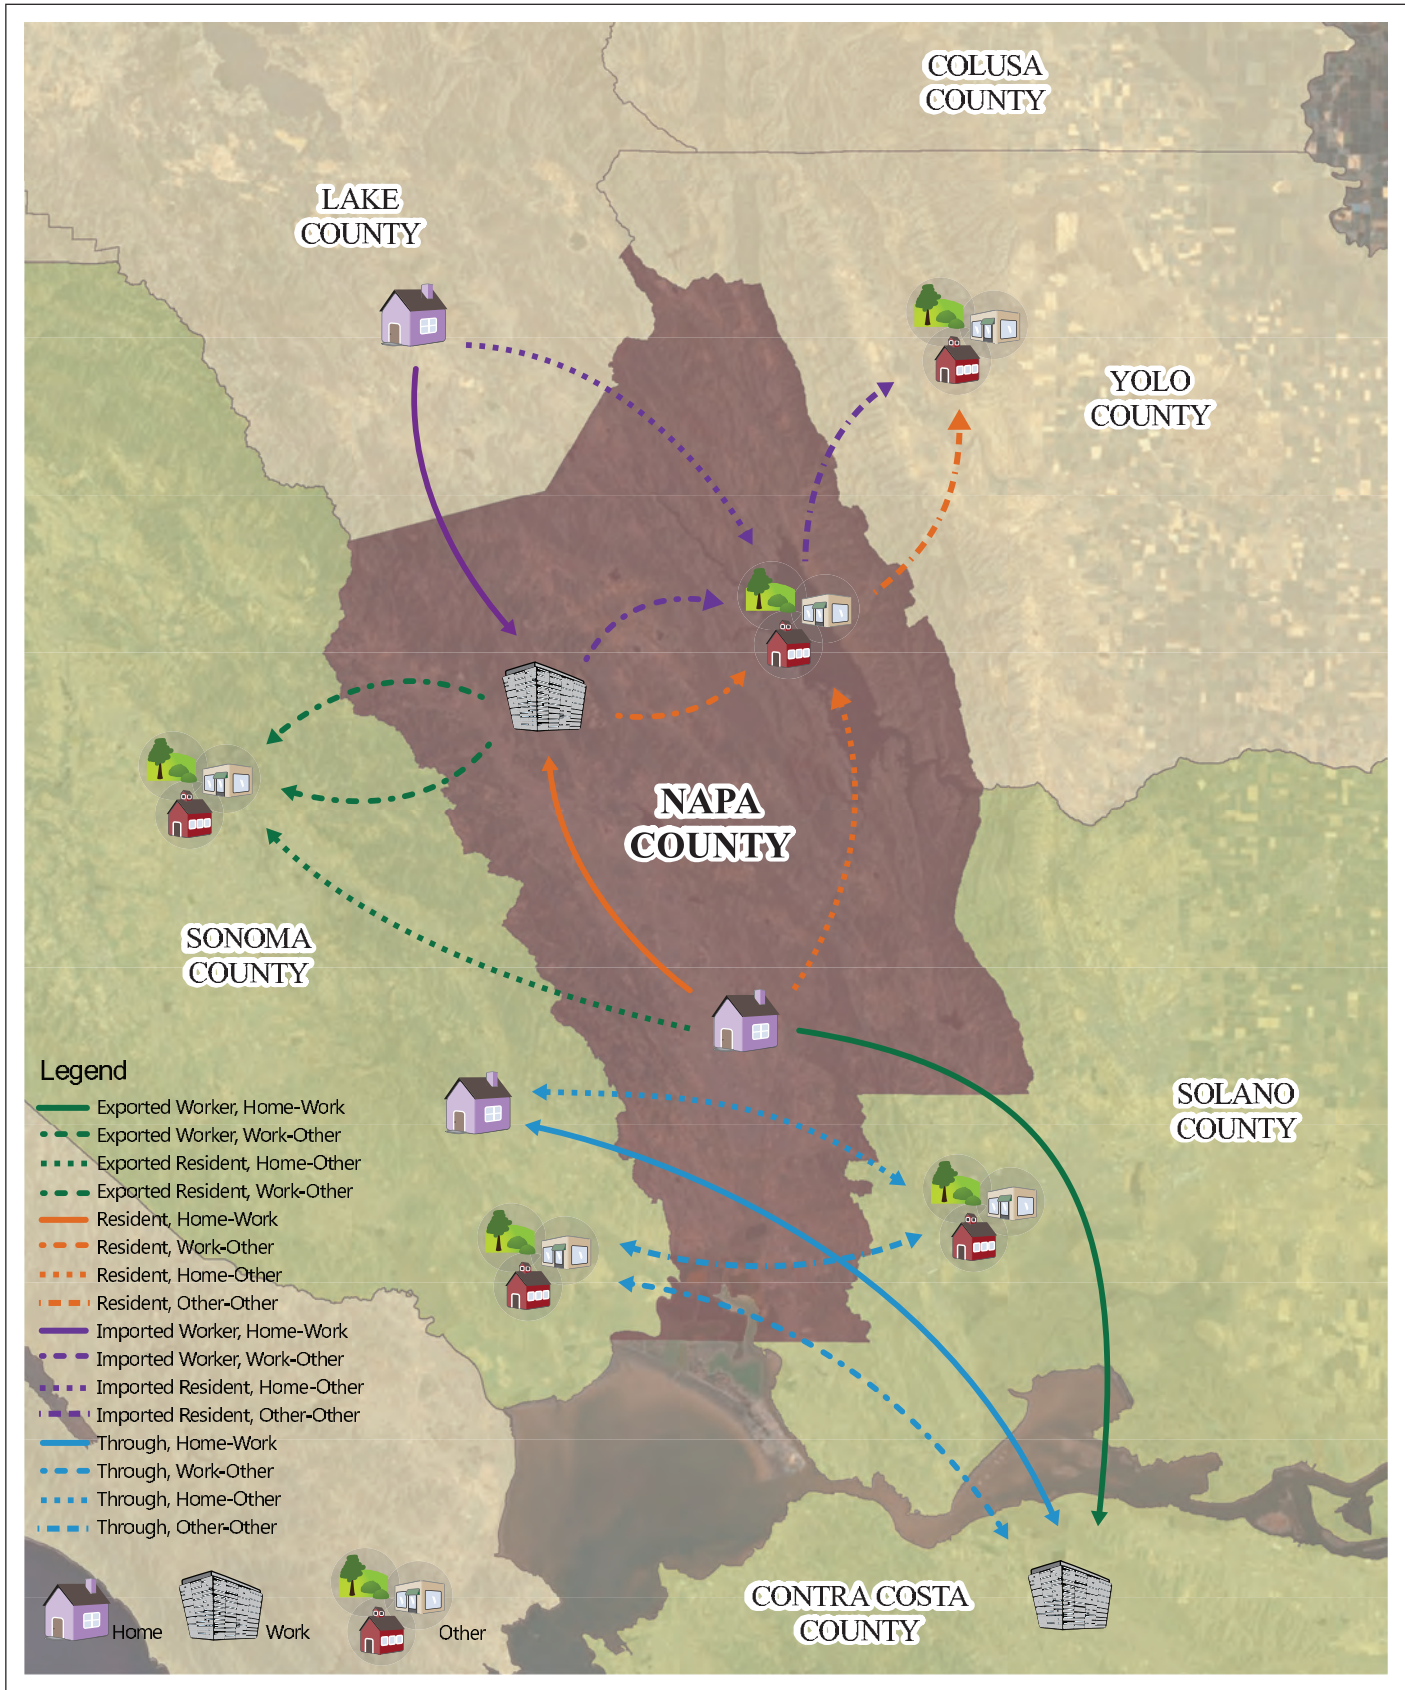 COLUSA
COUNTY
LAKE
COUNTY
YOLO
COUNTY
NAPA
COUNTY
SONOMA
COUNTY
SOLANO
COUNTY
CONTRA COSTA
COUNTY
Legend
Exported Worker, Home-Work
Exported Worker, Work-Other
Exported Resident, Home-Other
Exported Resident, Work-Other
Resident, Home-Work
Resident, Work-Other
Resident, Home-Other
Resident, Other-Other
Imported Worker, Home-Work
Imported Worker, Work-Other
Imported Resident, Home-Other
Imported Resident, Other-Other
Through, Home-Work
Through, Work-Other
Through, Home-Other
Through, Other-Other
Home
Work
Other